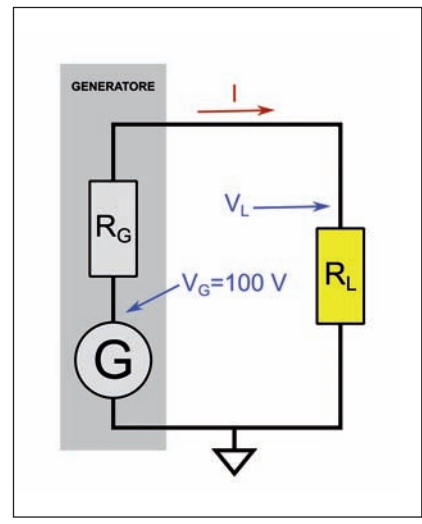 GENERATORE
I
R_G
V_L
V_G=100 V
R_L
G